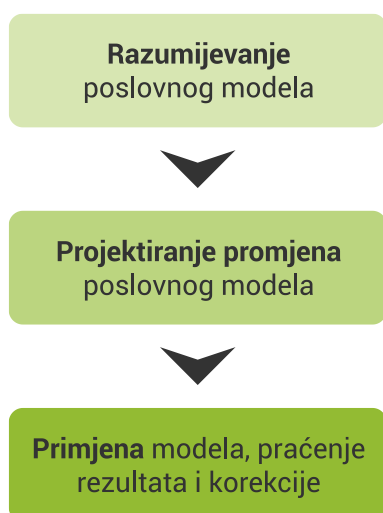 Razumijevanje
poslovnog modela
Projektiranje promjena
poslovnog modela
Primjena modela, praćenje
rezultata i korekcije